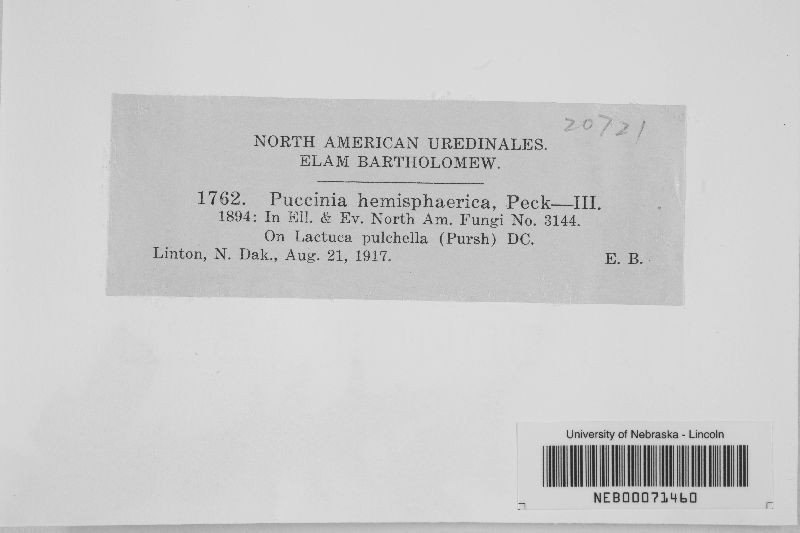 20721
NORTH AMERICAN UREDINALES.
ELAM BARTHOLOMEW.
1762. Puccinia hemisphaerica, Peck—III.
1894: In Ell. & Ev. North Am. Fungi No. 3144.
On Lactuca pulchella (Pursh) DC.
Linton, N. Dak., Aug. 21, 1917. E. B.
University of Nebraska - Lincoln
NEB00071460